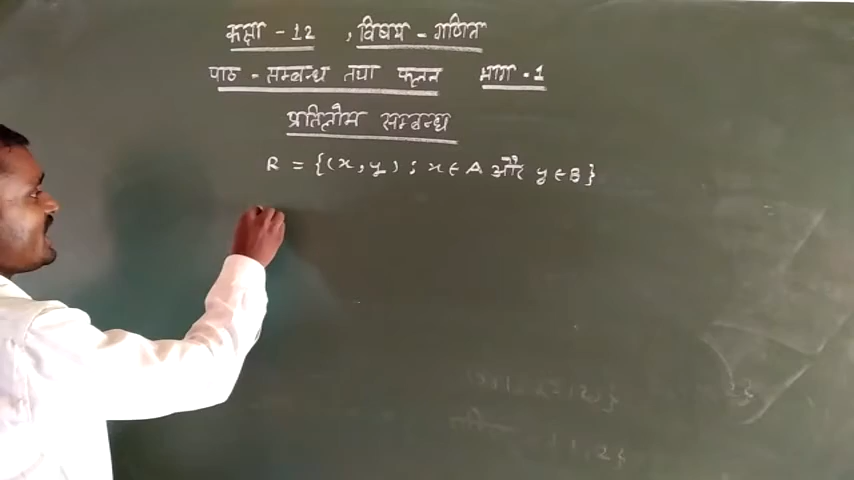 कक्षा - 12 , विषय - गणित
पाठ - सम्बन्ध तथा फलन भाग - 1
प्रतिलोम सम्बन्ध
R = {(x, y) ; x ∈ A और y ∈ B}